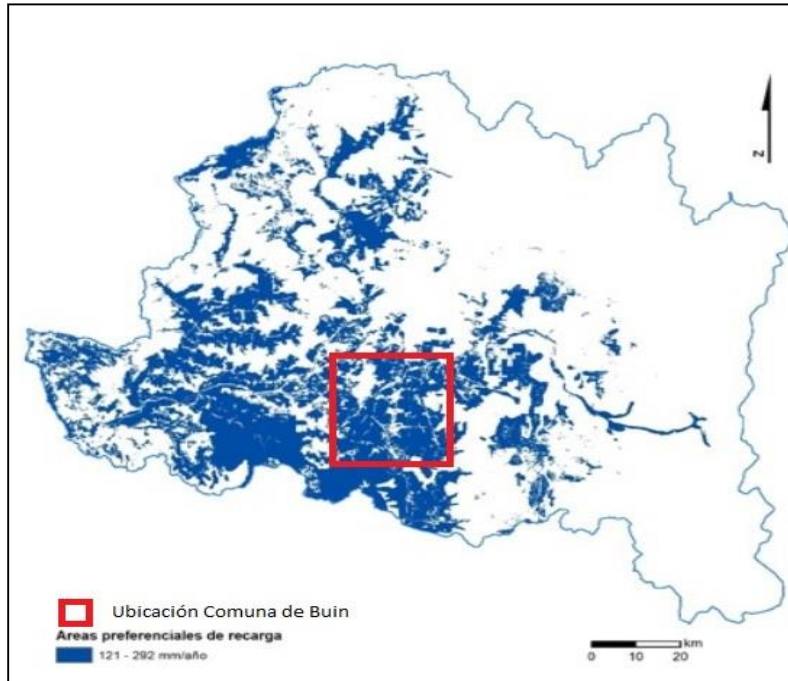 N
Ubicación Comuna de Buin
Areas preferenciales de recarga
121 - 292 mm/año
km
0 10 20